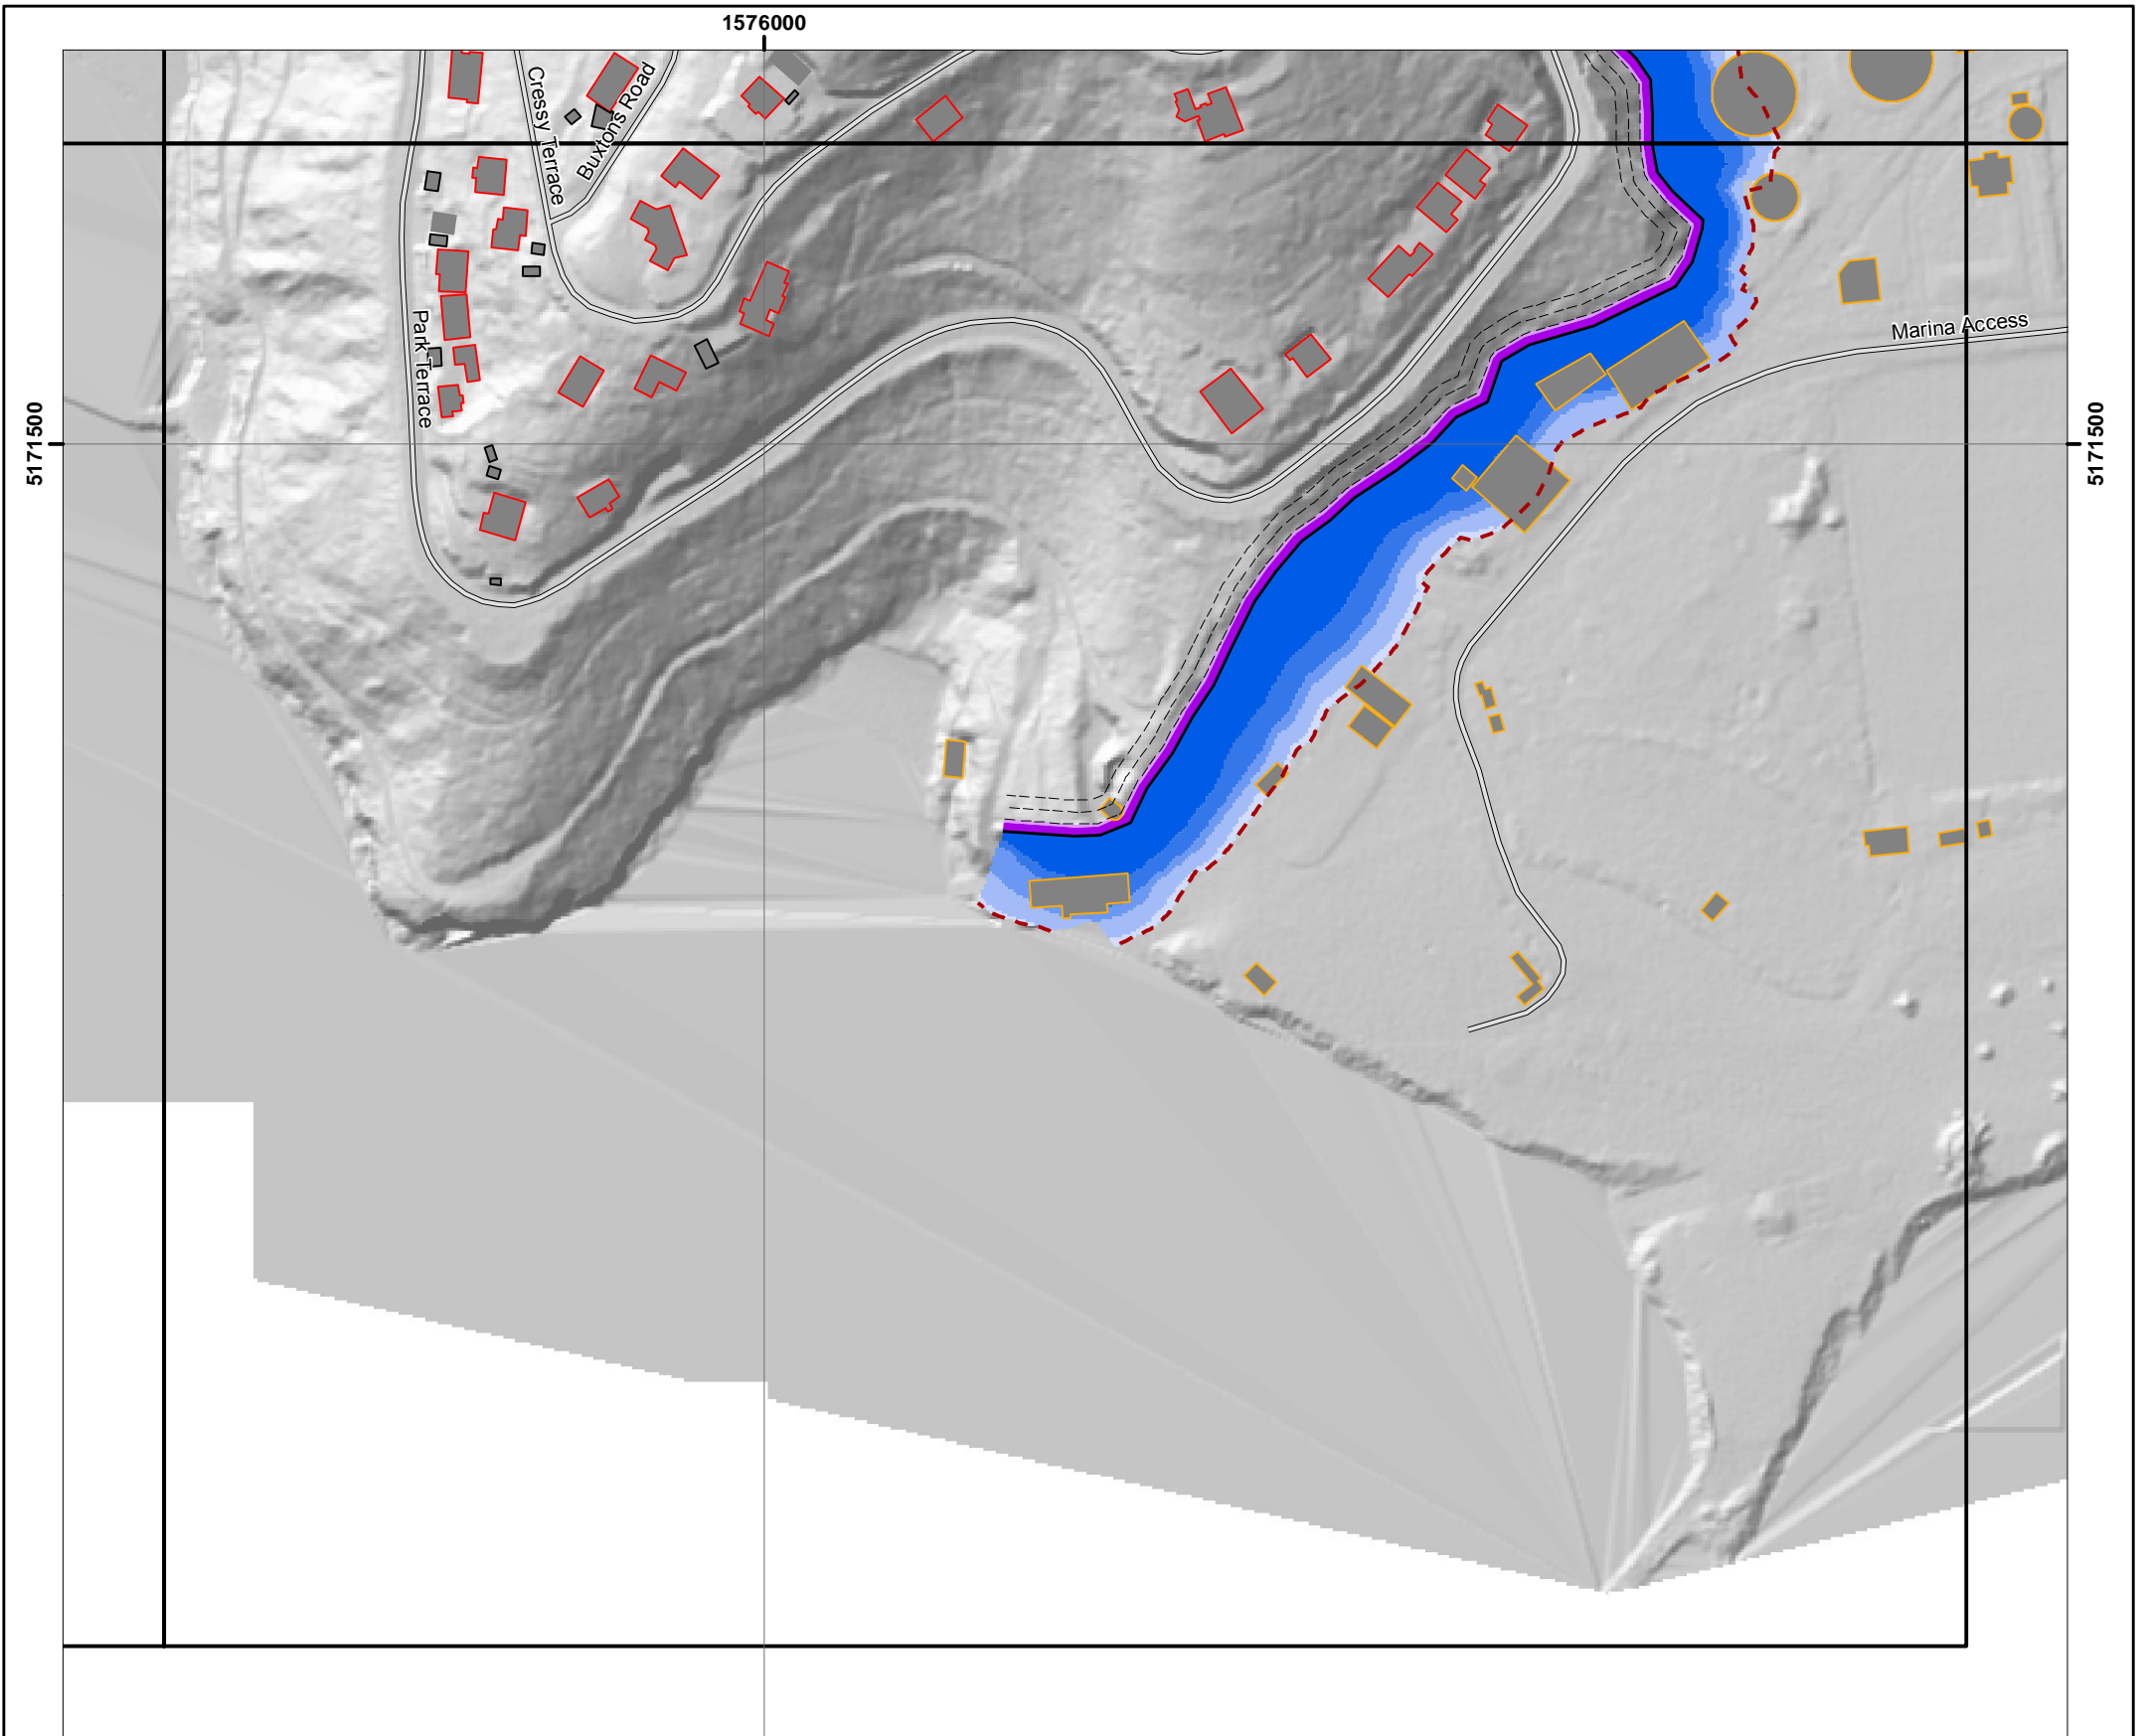 1576000
Cressy Terrace
Buxtons Road
Park Terrace
Marina Access
5171500
5171500